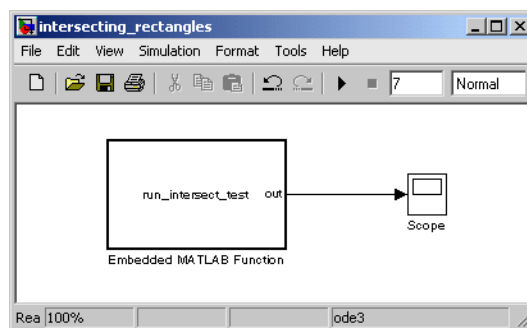 intersecting_rectangles
File Edit View Simulation Format Tools Help
7 Normal
run_intersect_test out
Scope
Embedded MATLAB Function
Rea 100% ode3